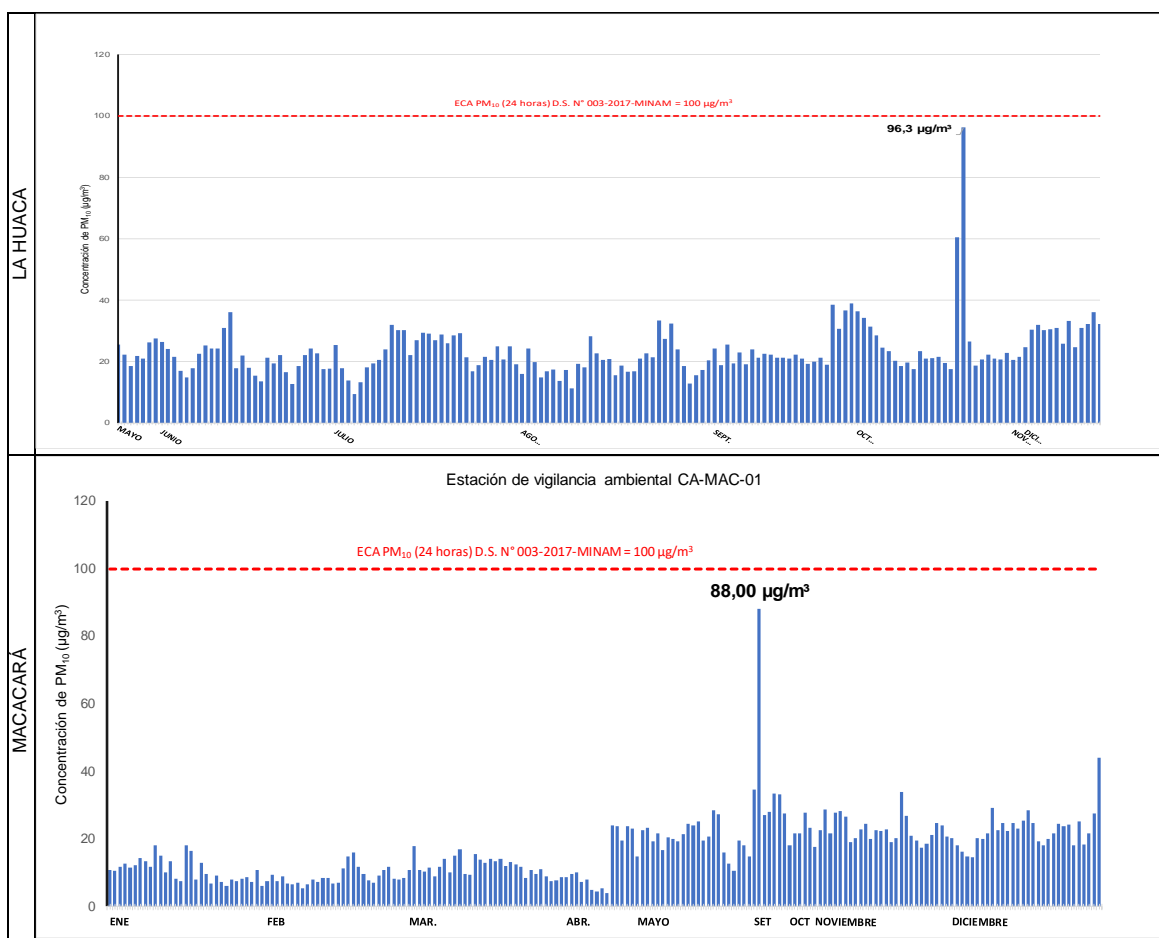 LA HUACA
120
ECA PM₁₀ (24 horas) D.S. N° 003-2017-MINAM = 100 µg/m³
100
96,3 µg/m³
80
60
40
20
0
Concentración de PM₁₀ (µg/m³)
MAYO JUNIO JULIO AGO... SEPT. OCT... NOV... DICI...
MACACARÁ
Estación de vigilancia ambiental CA-MAC-01
120
ECA PM₁₀ (24 horas) D.S. N° 003-2017-MINAM = 100 µg/m³
100
88,00 µg/m³
80
60
40
20
0
Concentración de PM₁₀ (µg/m³)
ENE FEB MAR. ABR. MAYO SET OCT NOVIEMBRE DICIEMBRE